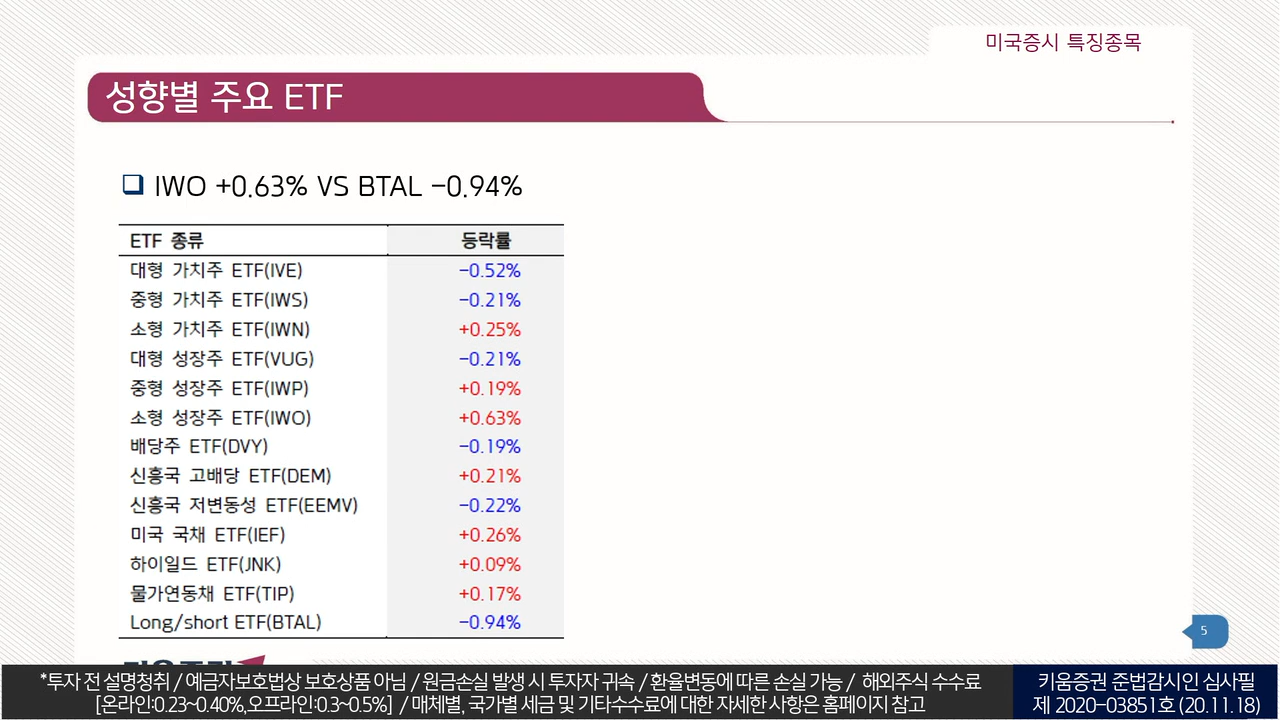 미국증시 특징종목
성향별 주요 ETF
IWO +0.63% VS BTAL -0.94%
ETF 종류 등락률
대형 가치주 ETF(IVE) -0.52%
중형 가치주 ETF(IWS) -0.21%
소형 가치주 ETF(IWN) +0.25%
대형 성장주 ETF(VUG) -0.21%
중형 성장주 ETF(IWP) +0.19%
소형 성장주 ETF(IWO) +0.63%
배당주 ETF(DVY) -0.19%
신흥국 고배당 ETF(DEM) +0.21%
신흥국 저변동성 ETF(EEMV) -0.22%
미국 국채 ETF(IEF) +0.26%
하이일드 ETF(JNK) +0.09%
물가연동채 ETF(TIP) +0.17%
Long/short ETF(BTAL) -0.94%
5
*투자 전 설명청취 / 예금자보호법상 보호상품 아님 / 원금손실 발생 시 투자자 귀속 / 환율변동에 따른 손실 가능 / 해외주식 수수료
[온라인:0.23~0.40%,오프라인:0.3~0.5%] / 매체별, 국가별 세금 및 기타수수료에 대한 자세한 사항은 홈페이지 참고
키움증권 준법감시인 심사필
제 2020-03851호 (20.11.18)